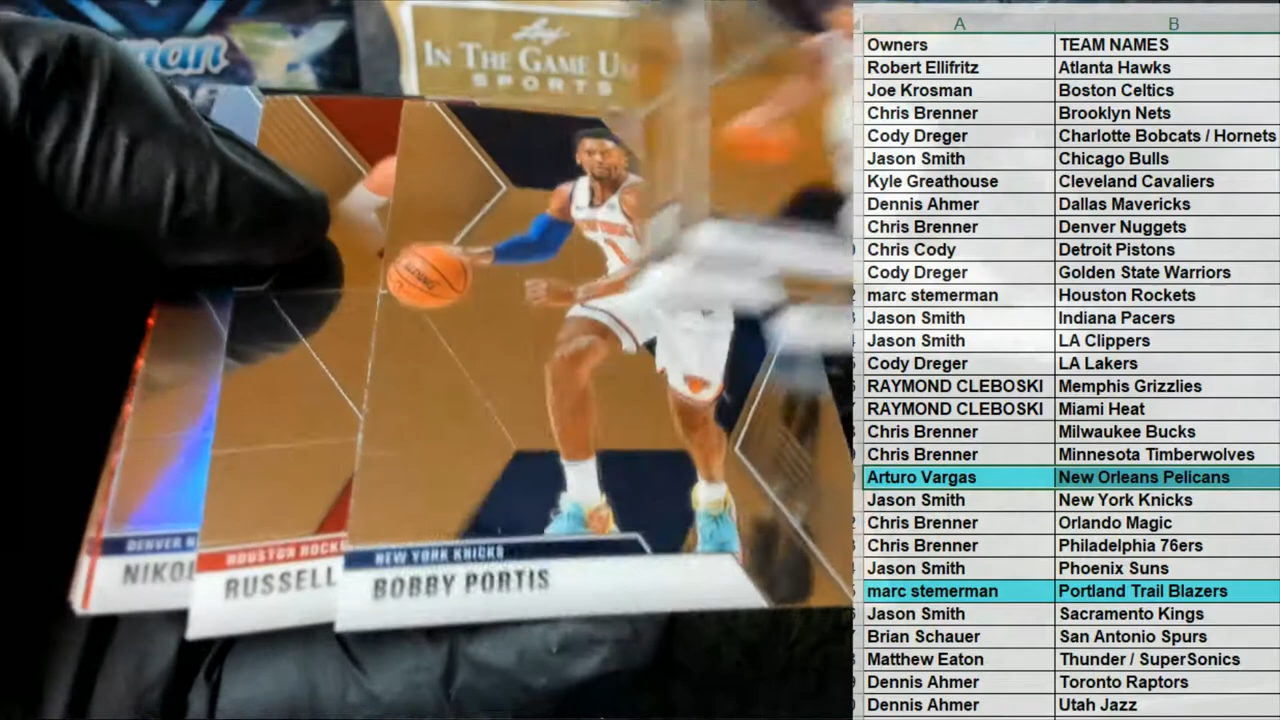 man
Leaf
IN THE GAME U
SPORTS
DENVER N
NIKOL
HOUSTON ROCKE
RUSSELL
NEW YORK KNICKS
BOBBY PORTIS
A B
Owners TEAM NAMES
Robert Ellifritz Atlanta Hawks
Joe Krosman Boston Celtics
Chris Brenner Brooklyn Nets
Cody Dreger Charlotte Bobcats / Hornets
Jason Smith Chicago Bulls
Kyle Greathouse Cleveland Cavaliers
Dennis Ahmer Dallas Mavericks
Chris Brenner Denver Nuggets
Chris Cody Detroit Pistons
Cody Dreger Golden State Warriors
marc stemerman Houston Rockets
Jason Smith Indiana Pacers
Jason Smith LA Clippers
Cody Dreger LA Lakers
RAYMOND CLEBOSKI Memphis Grizzlies
RAYMOND CLEBOSKI Miami Heat
Chris Brenner Milwaukee Bucks
Chris Brenner Minnesota Timberwolves
Arturo Vargas New Orleans Pelicans
Jason Smith New York Knicks
Chris Brenner Orlando Magic
Chris Brenner Philadelphia 76ers
Jason Smith Phoenix Suns
marc stemerman Portland Trail Blazers
Jason Smith Sacramento Kings
Brian Schauer San Antonio Spurs
Matthew Eaton Thunder / SuperSonics
Dennis Ahmer Toronto Raptors
Dennis Ahmer Utah Jazz